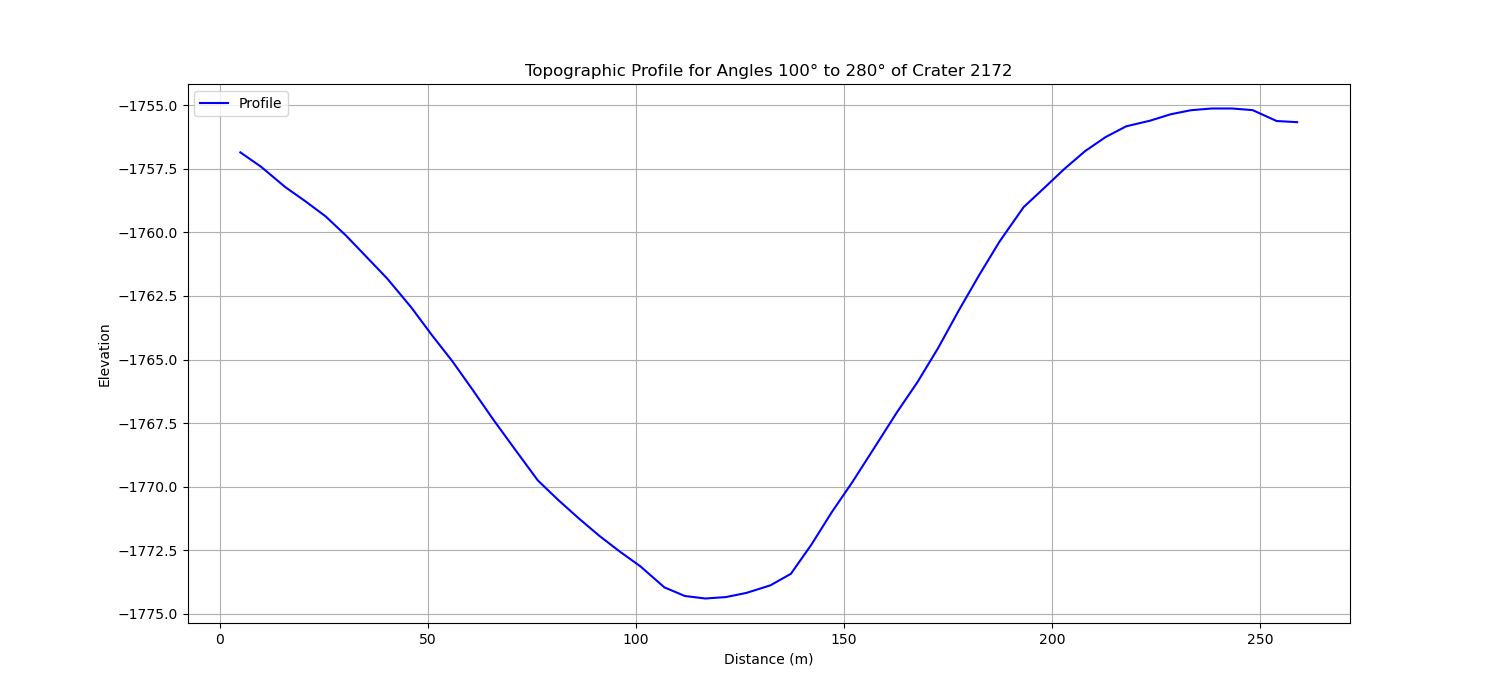 Topographic Profile for Angles 100° to 280° of Crater 2172
Profile
−1755.0
−1757.5
−1760.0
−1762.5
−1765.0
−1767.5
−1770.0
−1772.5
−1775.0
Elevation
0 50 100 150 200 250
Distance (m)